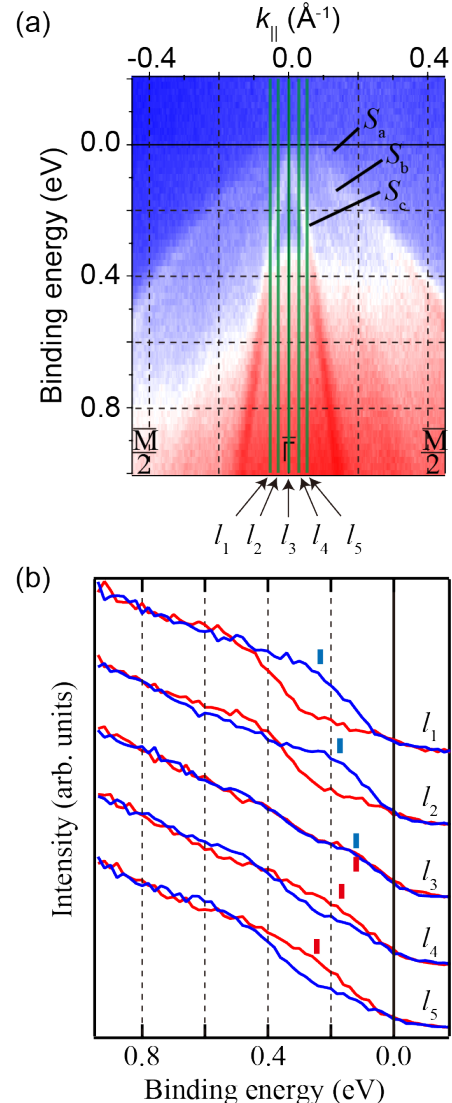 (a)
k|| (Å-1)
-0.4 0.0 0.4
Sa
Sb
Sc
0.0
0.4
0.8
Binding energy (eV)
M/2 Γ M/2
l1 l2 l3 l4 l5
(b)
Intensity (arb. units)
l1
l2
l3
l4
l5
0.8 0.4 0.0
Binding energy (eV)